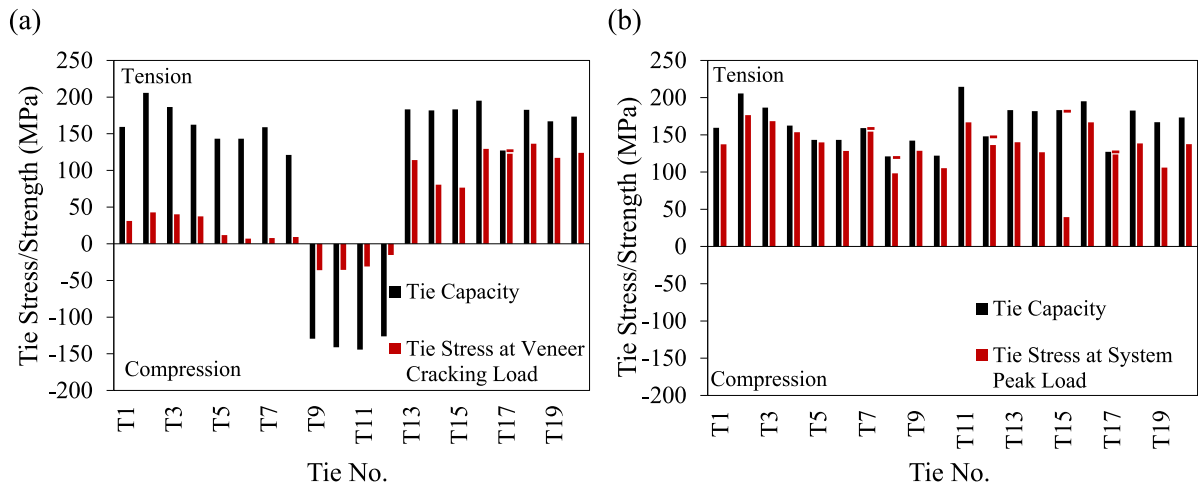 (a)
250
200
150
100
50
0
-50
-100
-150
-200
Tie Stress/Strength (MPa)
Tension
Compression
Tie Capacity
Tie Stress at Veneer
Cracking Load
T1
T3
T5
T7
T9
T11
T13
T15
T17
T19
Tie No.
(b)
250
200
150
100
50
0
-50
-100
-150
-200
Tie Stress/Strength (MPa)
Tension
Compression
Tie Capacity
Tie Stress at System
Peak Load
T1
T3
T5
T7
T9
T11
T13
T15
T17
T19
Tie No.